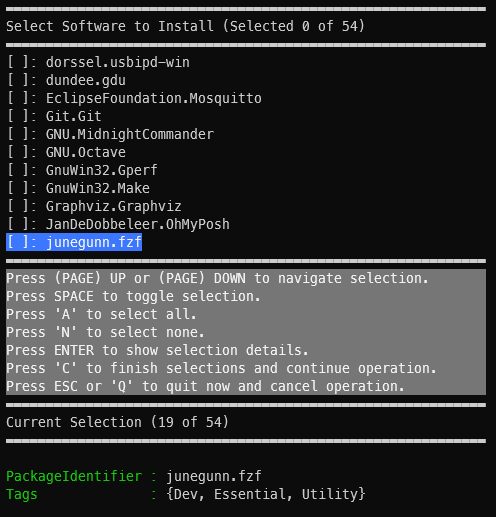 Select Software to Install (Selected 0 of 54)
[ ]: dorssel.usbipd-win
[ ]: dundee.gdu
[ ]: EclipseFoundation.Mosquitto
[ ]: Git.Git
[ ]: GNU.MidnightCommander
[ ]: GNU.Octave
[ ]: GnuWin32.Gperf
[ ]: GnuWin32.Make
[ ]: Graphviz.Graphviz
[ ]: JanDeDobbeleer.OhMyPosh
[ ]: junegunn.fzf
Press (PAGE) UP or (PAGE) DOWN to navigate selection.
Press SPACE to toggle selection.
Press 'A' to select all.
Press 'N' to select none.
Press ENTER to show selection details.
Press 'C' to finish selections and continue operation.
Press ESC or 'Q' to quit now and cancel operation.
Current Selection (19 of 54)
PackageIdentifier : junegunn.fzf
Tags : {Dev, Essential, Utility}